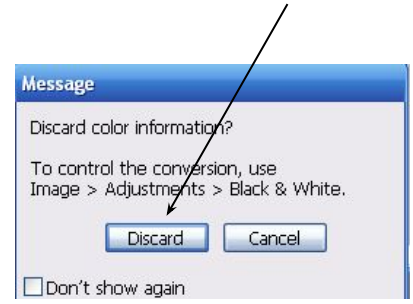 Message
Discard color information?
To control the conversion, use
Image > Adjustments > Black & White.
Discard
Cancel
Don't show again